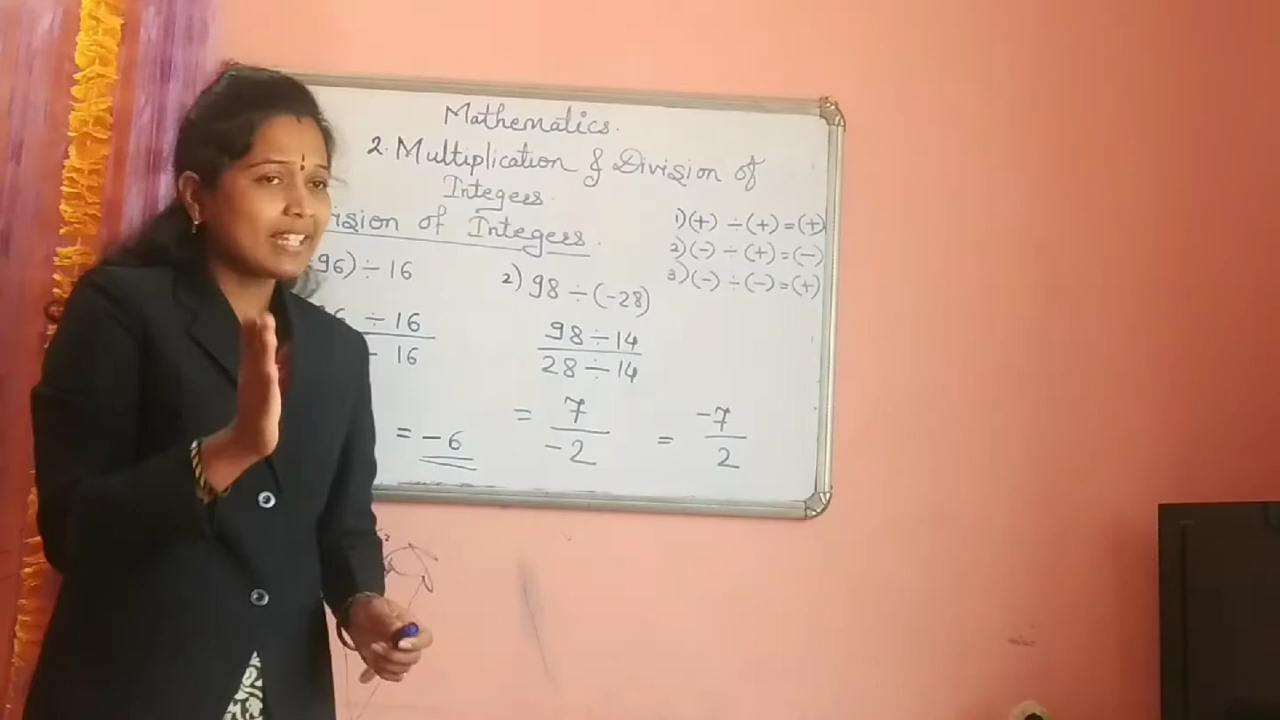 Mathematics.
2. Multiplication & Division of
Integers.
ision of Integers.
1) (+) ÷ (+) = (+)
2) (-) ÷ (+) = (-)
3) (-) ÷ (-) = (+)
96) ÷ 16
÷ 16
- 16
= -6
2) 98 ÷ (-28)
98 ÷ 14
28 ÷ 14
= 7
-2
= -7
2